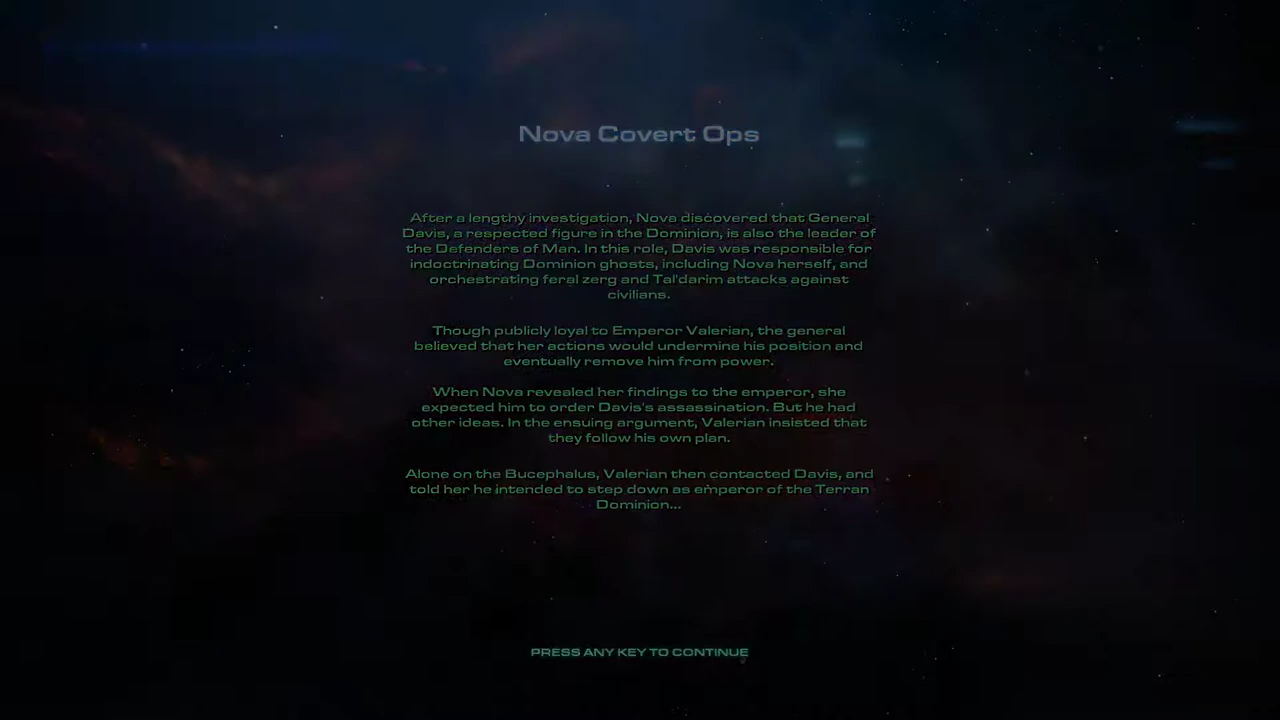 Nova Covert Ops
After a lengthy investigation, Nova discovered that General
Davis, a respected figure in the Dominion, is also the leader of
the Defenders of Man. In this role, Davis was responsible for
indoctrinating Dominion ghosts, including Nova herself, and
orchestrating feral zerg and Tal'darim attacks against
civilians.
Though publicly loyal to Emperor Valerian, the general
believed that her actions would undermine his position and
eventually remove him from power.
When Nova revealed her findings to the emperor, she
expected him to order Davis's assassination. But he had
other ideas. In the ensuing argument, Valerian insisted that
they follow his own plan.
Alone on the Bucephalus, Valerian then contacted Davis, and
told her he intended to step down as emperor of the Terran
Dominion...
PRESS ANY KEY TO CONTINUE